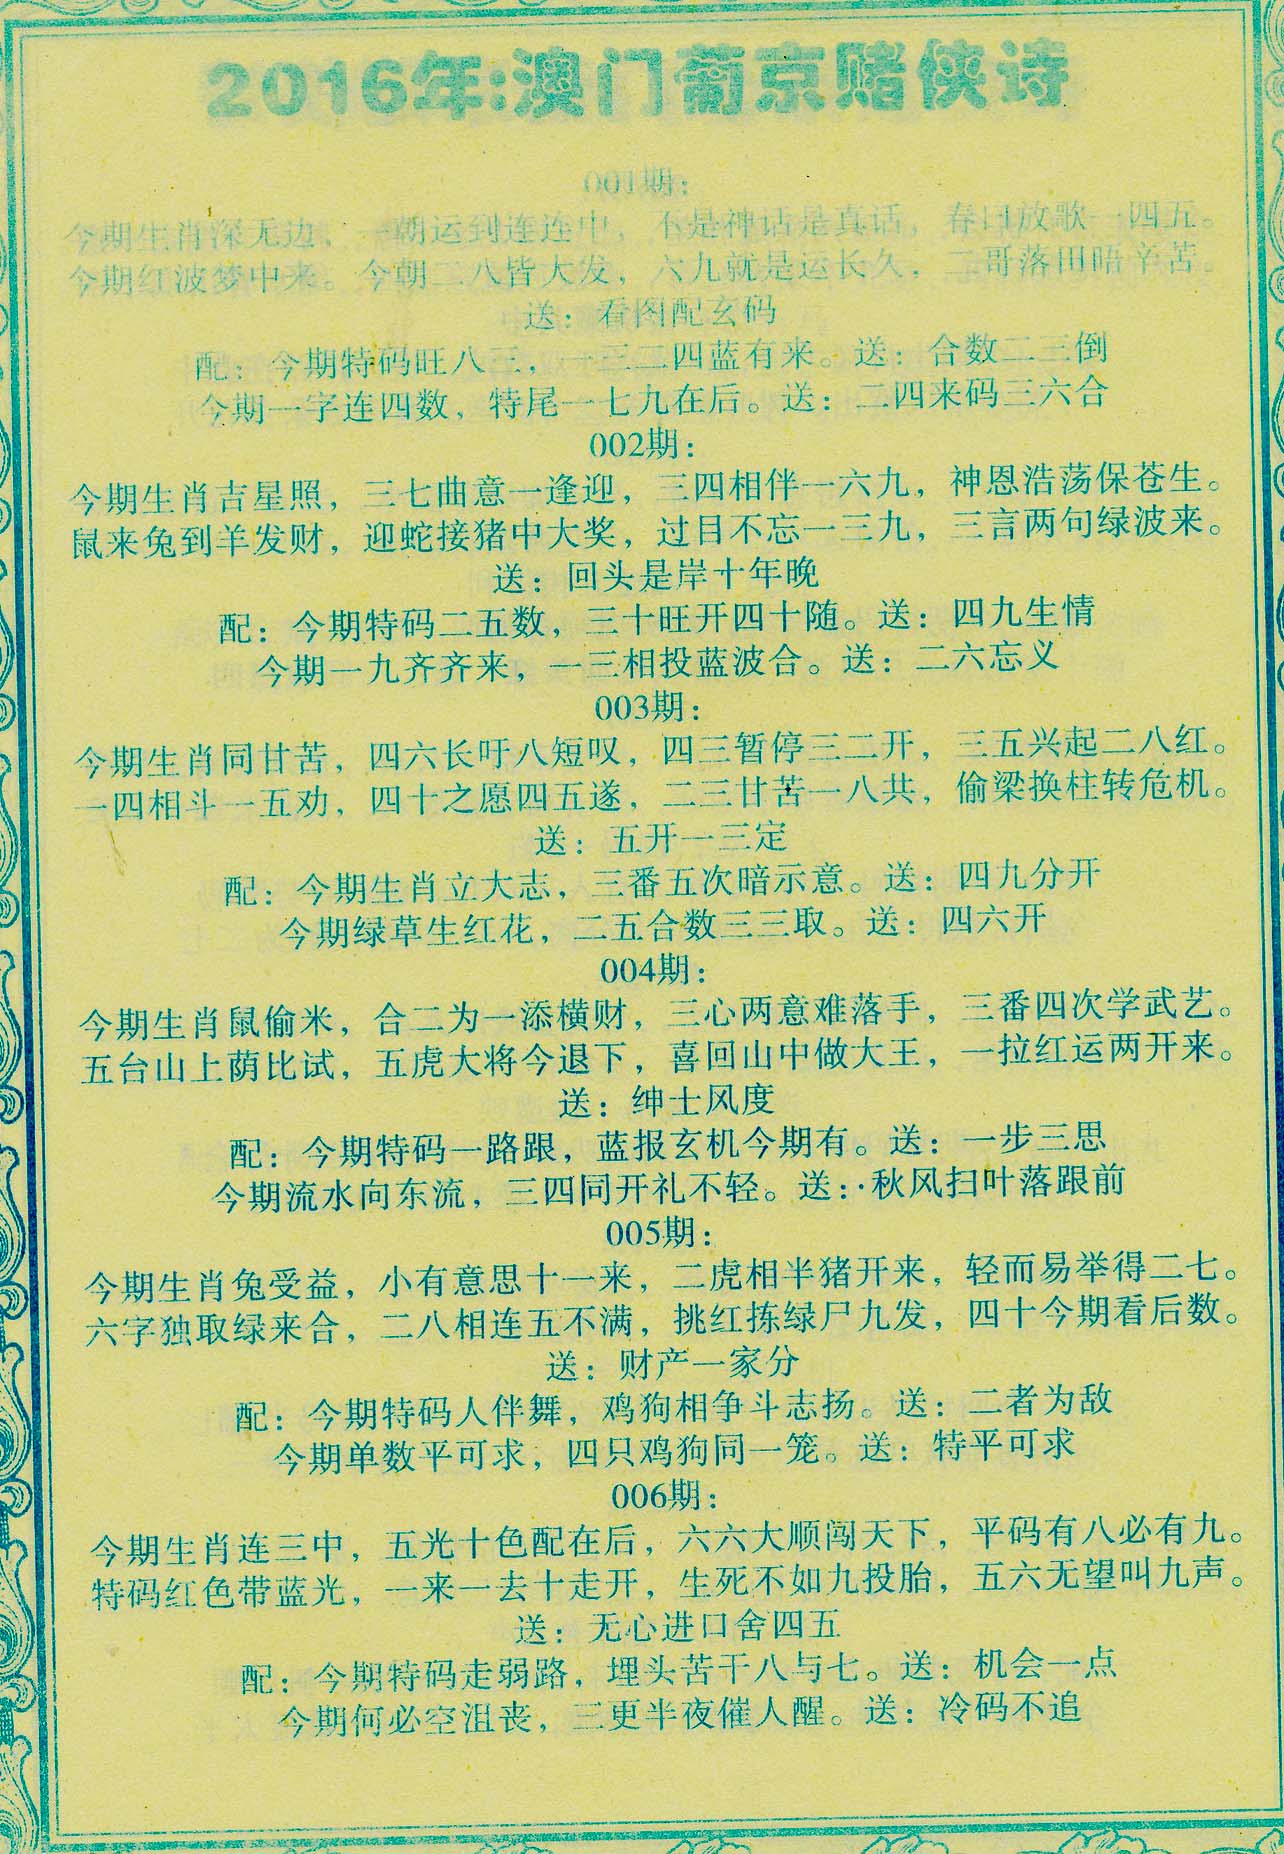 2016年:澳门葡京赌侠诗
001期:
今期生肖深无边，一朝运到连连中，不是神话是真话，春口放歌一四五。
今期红波梦中来。今朝二八皆大发，六九就是运长久，二哥落田唔辛苦。
送：看图配玄码
配：今期特码旺八三，一三二四蓝有来。送：合数二三倒
今期一字连四数，特尾一七九在后。送：二四来码三六合
002期:
今期生肖吉星照，三七曲意一逢迎，三四相伴一六九，神恩浩荡保苍生。
鼠来兔到羊发财，迎蛇接猪中大奖，过目不忘一三九，三言两句绿波来。
送：回头是岸十年晚
配：今期特码二五数，三十旺开四十随。送：四九生情
今期一九齐齐来，一三相投蓝波合。送：二六忘义
003期:
今期生肖同甘苦，四六长吁八短叹，四三暂停三二开，三五兴起二八红。
一四相斗一五劝，四十之愿四五遂，二三甘苦一八共，偷梁换柱转危机。
送：五开一三定
配：今期生肖立大志，三番五次暗示意。送：四九分开
今期绿草生红花，二五合数三三取。送：四六开
004期:
今期生肖鼠偷米，合二为一添横财，三心两意难落手，三番四次学武艺。
五台山上荫比试，五虎大将今退下，喜回山中做大王，一拉红运两开来。
送：绅士风度
配：今期特码一路跟，蓝报玄机今期有。送：一步三思
今期流水向东流，三四同开礼不轻。送：秋风扫叶落跟前
005期:
今期生肖兔受益，小有意思十一来，二虎相半猪开来，轻而易举得二七。
六字独取绿来合，二八相连五不满，挑红拣绿尸九发，四十今期看后数。
送：财产一家分
配：今期特码人伴舞，鸡狗相争斗志扬。送：二者为敌
今期单数平可求，四只鸡狗同一笼。送：特平可求
006期:
今期生肖连三中，五光十色配在后，六六大顺闯天下，平码有八必有九。
特码红色带蓝光，一来一去十走开，生死不如九投胎，五六无望叫九声。
送：无心进口舍四五
配：今期特码走弱路，埋头苦干八与七。送：机会一点
今期何必空沮丧，三更半夜催人醒。送：冷码不追